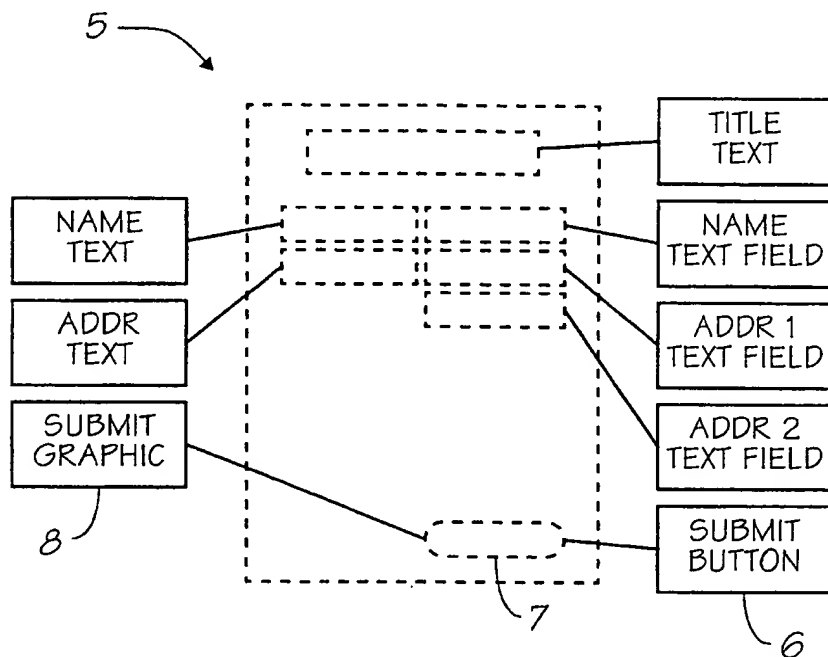 5
TITLE
TEXT
NAME
TEXT
NAME
TEXT FIELD
ADDR
TEXT
ADDR 1
TEXT FIELD
SUBMIT
GRAPHIC
ADDR 2
TEXT FIELD
8
SUBMIT
BUTTON
7
6